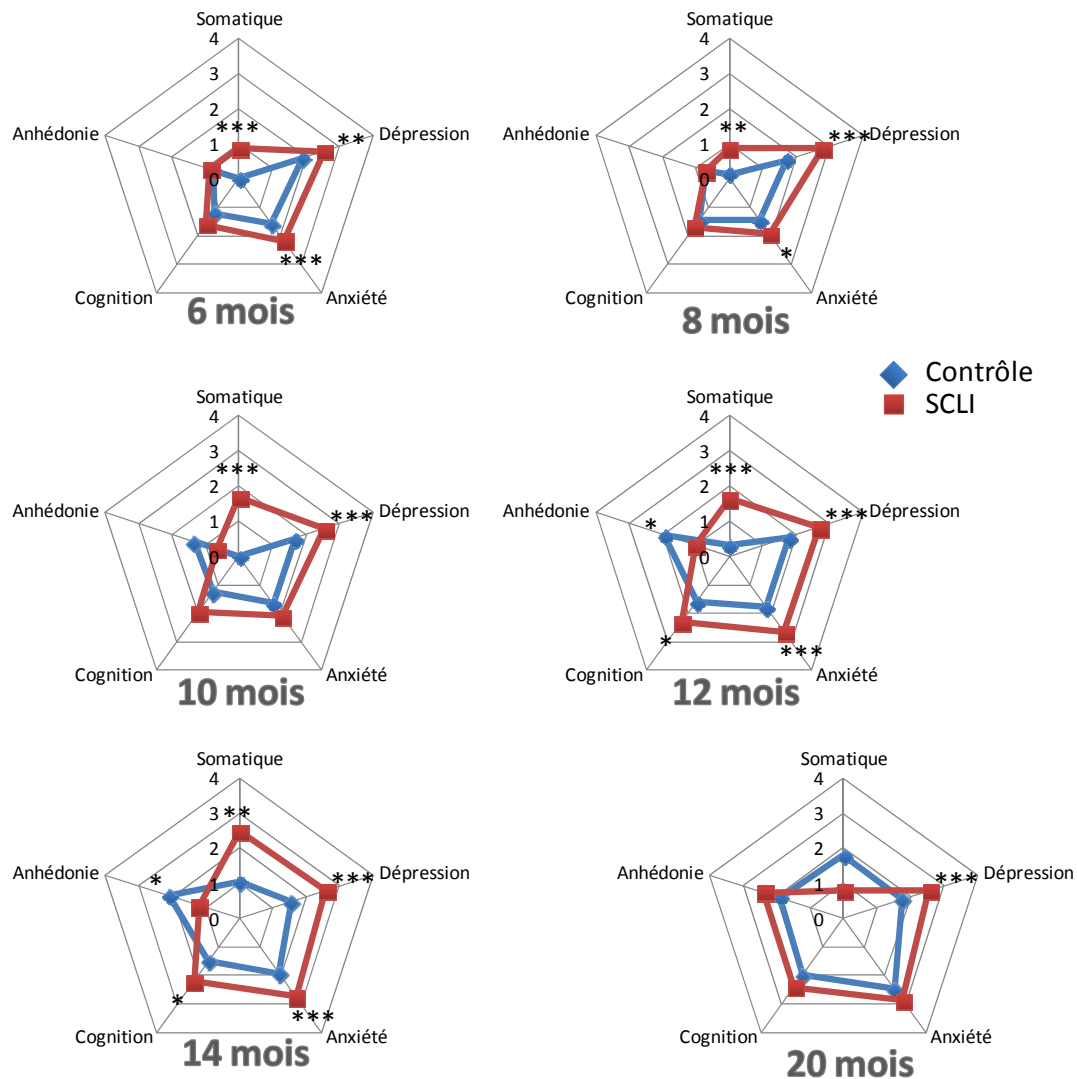 Somatique
4
3
2
***
1
0
Anhédonie
**
Dépression
***
Cognition
Anxiété
6 mois
Somatique
4
3
2
**
1
0
Anhédonie
***
Dépression
*
Cognition
Anxiété
8 mois
Contrôle
SCLI
Somatique
4
3
***
2
1
0
Anhédonie
***
Dépression
Cognition
Anxiété
10 mois
Somatique
4
3
***
2
1
0
Anhédonie
*
***
Dépression
*
***
Cognition
Anxiété
12 mois
Somatique
4
3
**
2
1
0
Anhédonie
*
***
Dépression
*
***
Cognition
Anxiété
14 mois
Somatique
4
3
2
1
0
Anhédonie
***
Dépression
Cognition
Anxiété
20 mois